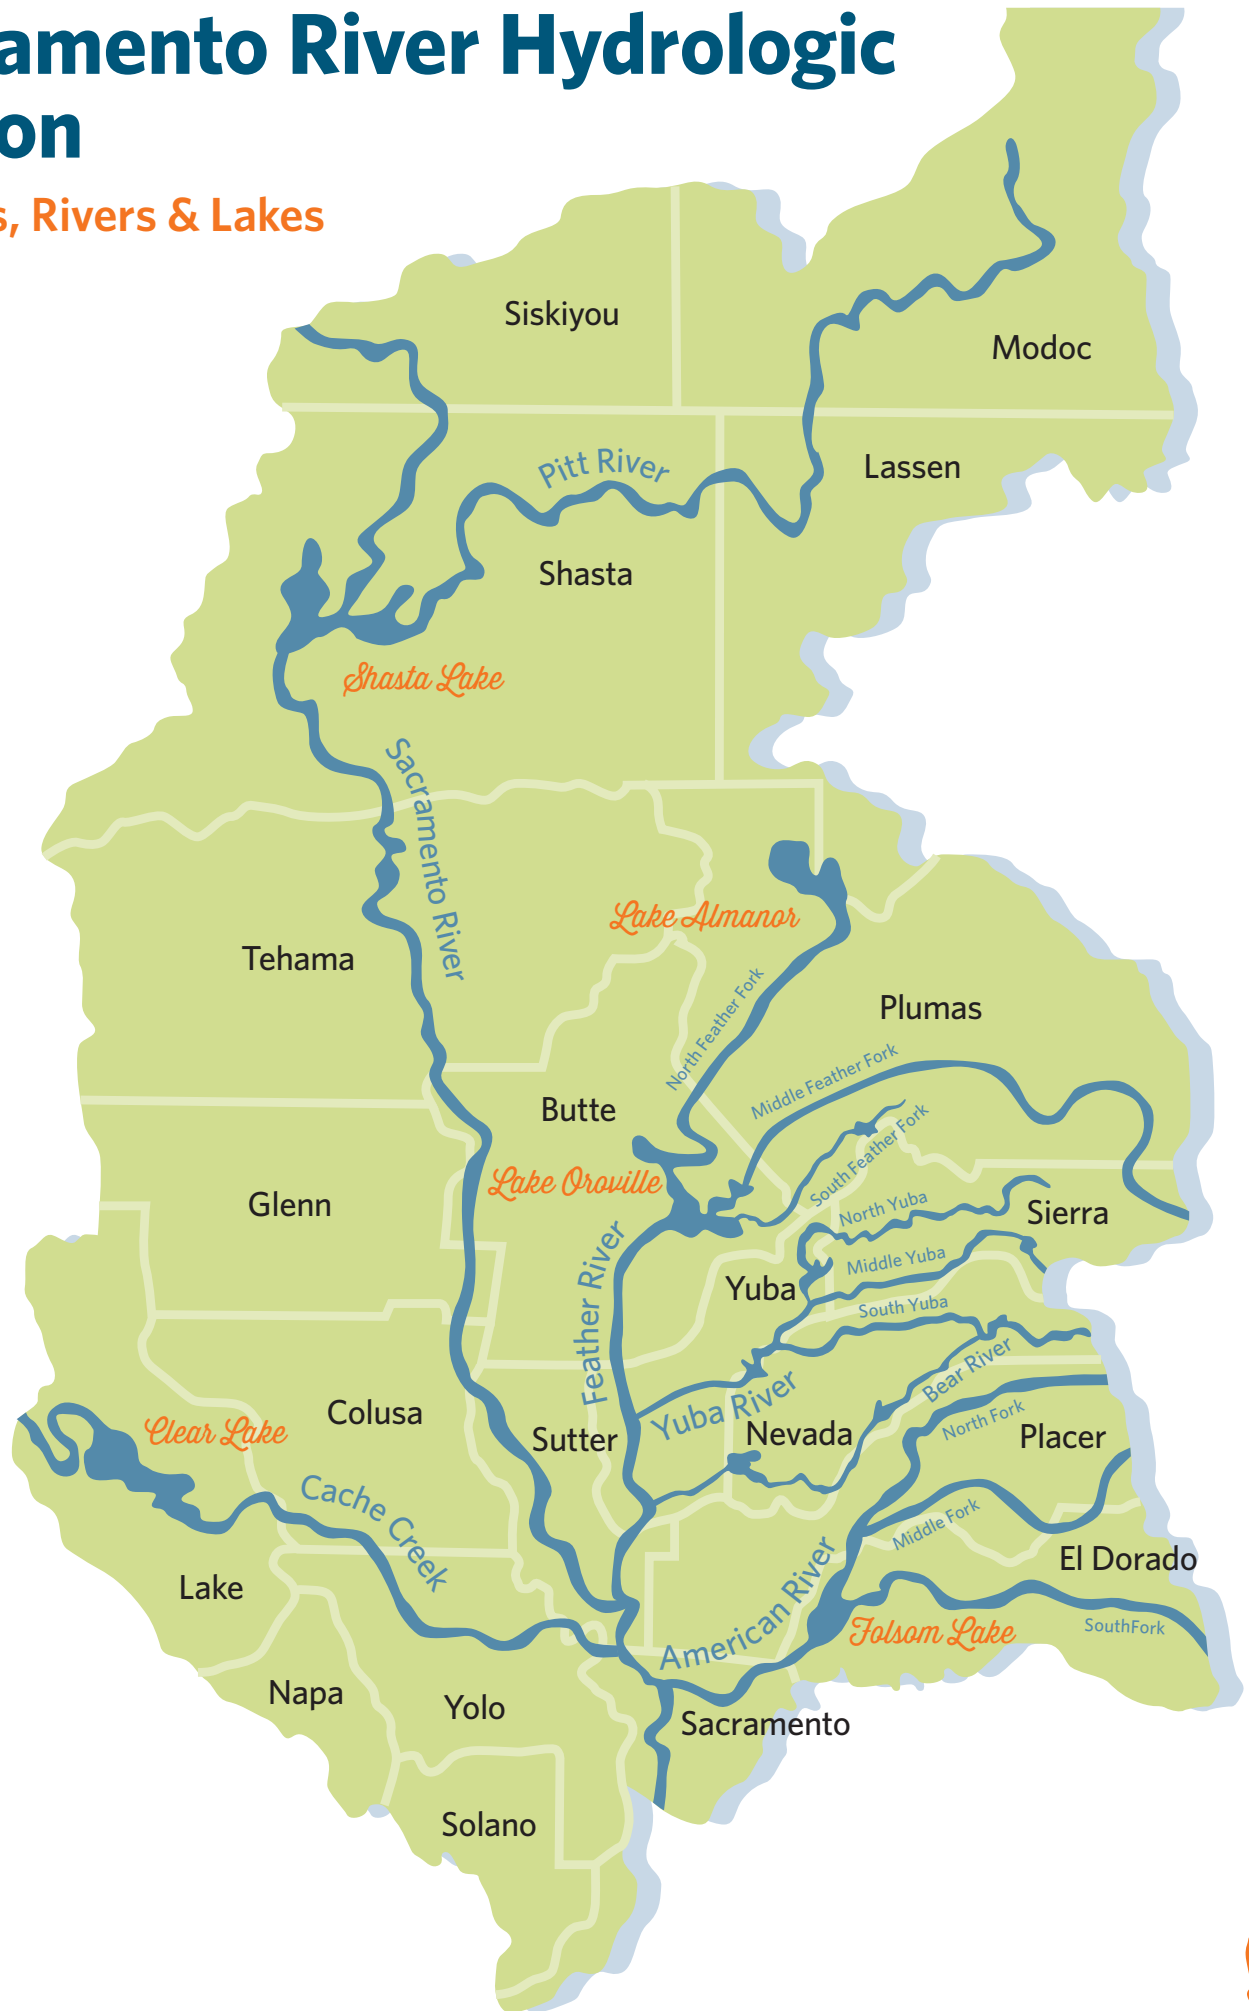 amento River Hydrologic
on
s, Rivers & Lakes
Siskiyou
Modoc
Lassen
Pitt River
Shasta
Shasta Lake
Sacramento River
Lake Almanor
Tehama
North Feather Fork
Plumas
Middle Feather Fork
Butte
South Feather Fork
Lake Oroville
Glenn
North Yuba
Sierra
Feather River
Middle Yuba
Yuba
South Yuba
Bear River
Yuba River
Colusa
Clear Lake
Sutter
Nevada
North Fork
Placer
Cache Creek
Middle Fork
El Dorado
Lake
American River
Folsom Lake
SouthFork
Napa
Yolo
Sacramento
Solano